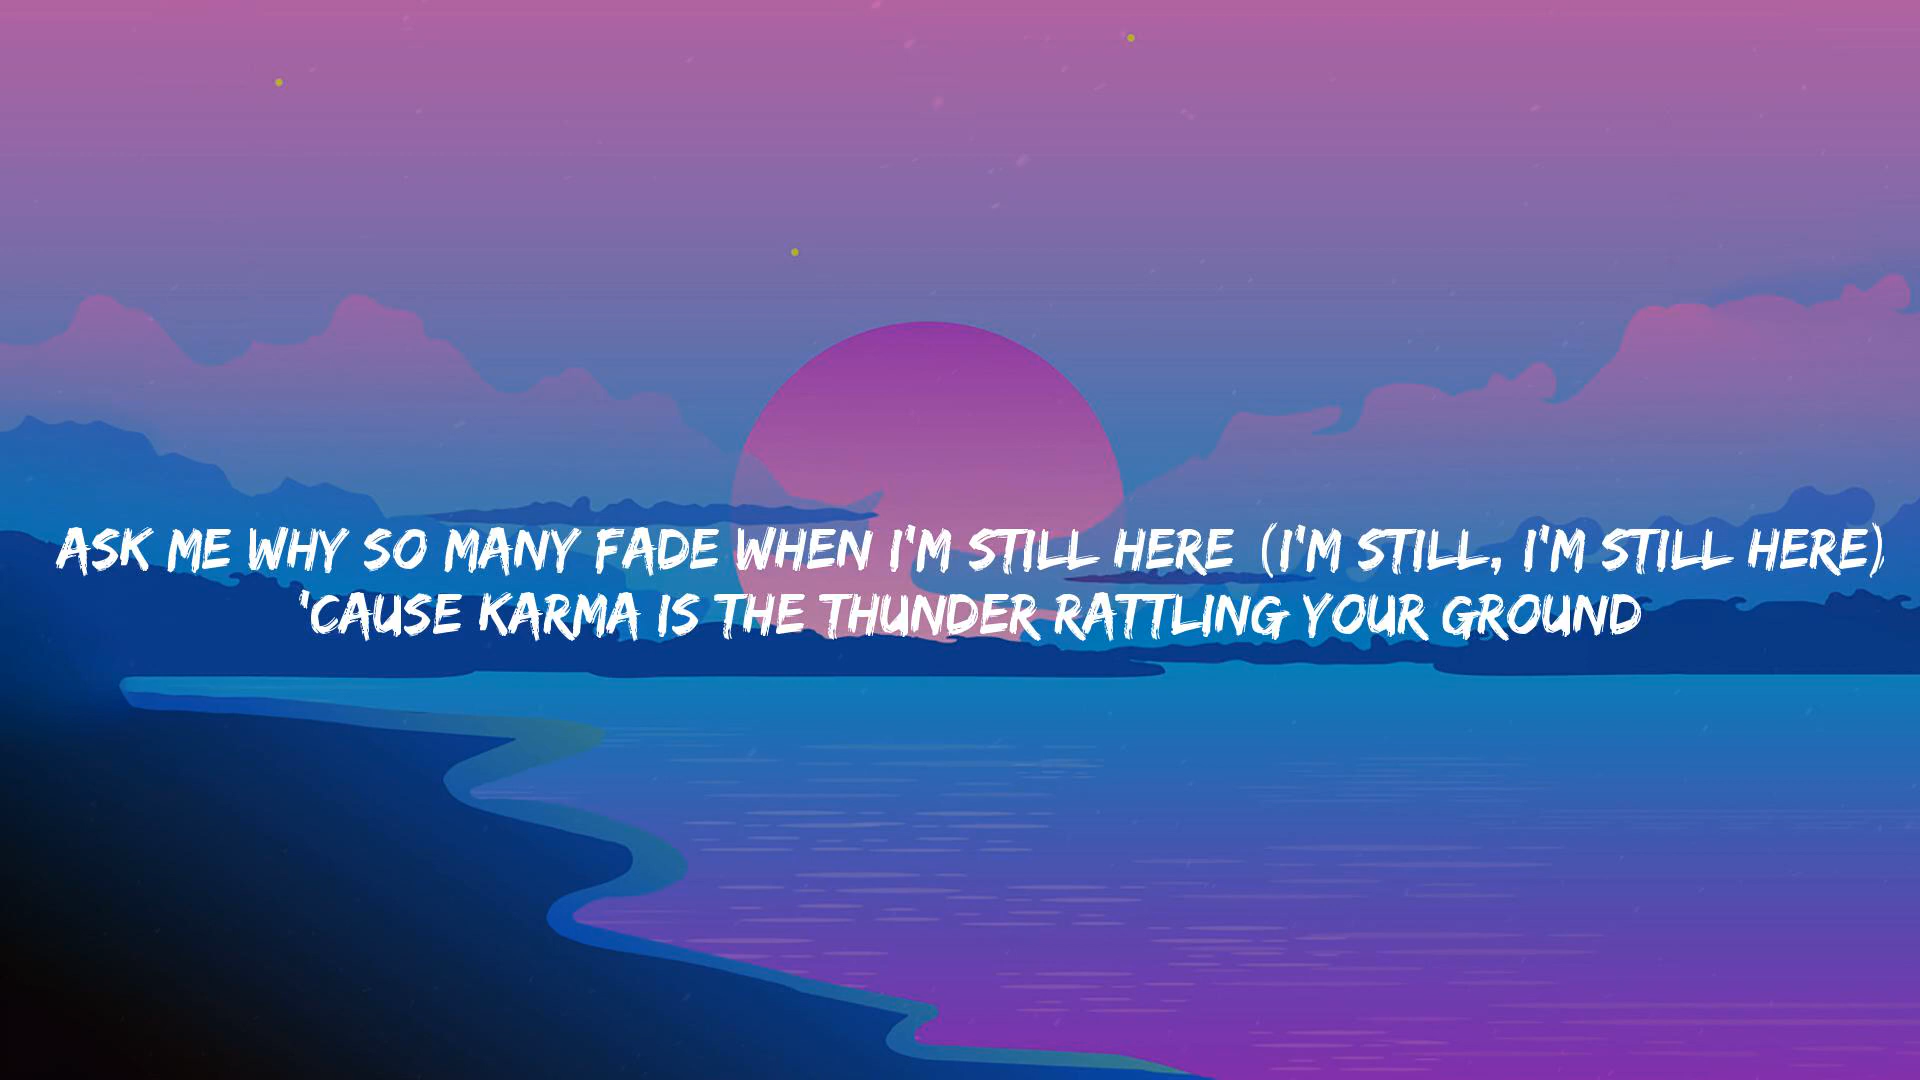 ASK ME WHY SO MANY FADE WHEN I'M STILL HERE (I'M STILL, I'M STILL HERE)
'CAUSE KARMA IS THE THUNDER RATTLING YOUR GROUND